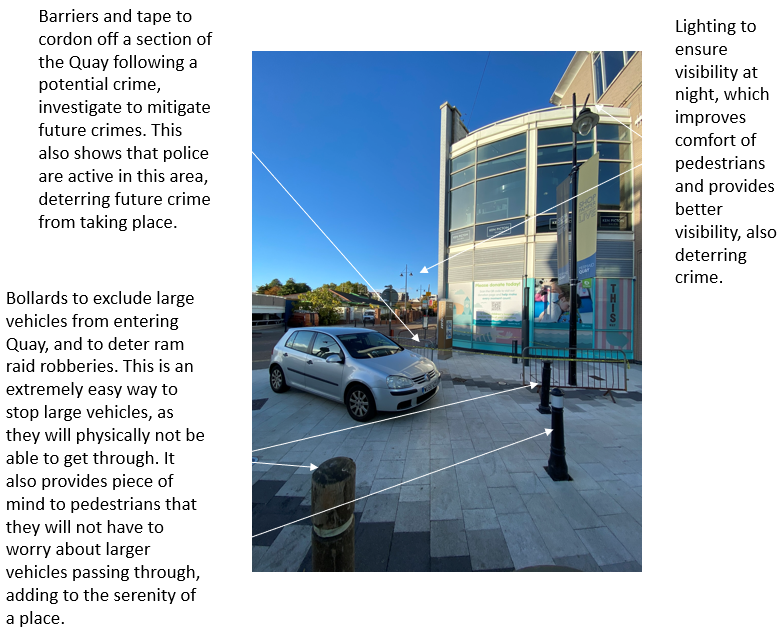 Barriers and tape to
cordon off a section of
the Quay following a
potential crime,
investigate to mitigate
future crimes. This
also shows that police
are active in this area,
deterring future crime
from taking place.
Bollards to exclude large
vehicles from entering
Quay, and to deter ram
raid robberies. This is an
extremely easy way to
stop large vehicles, as
they will physically not be
able to get through. It
also provides piece of
mind to pedestrians that
they will not have to
worry about larger
vehicles passing through,
adding to the serenity of
a place.
Lighting to
ensure
visibility at
night, which
improves
comfort of
pedestrians
and provides
better
visibility, also
deterring
crime.
THIS